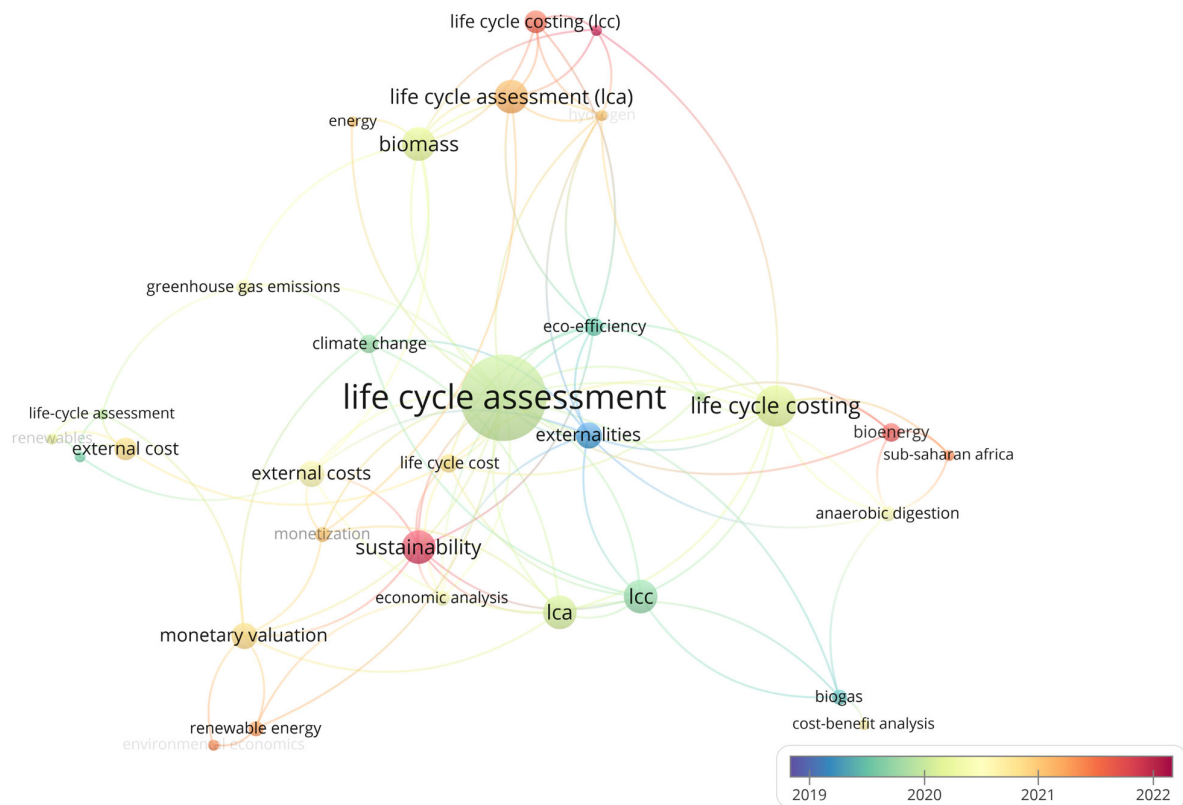 life cycle costing (lcc)
life cycle assessment (lca)
hydrogen
energy
biomass
greenhouse gas emissions
eco-efficiency
climate change
life cycle assessment
life cycle costing
life-cycle assessment
renewables
external cost
externalities
bioenergy
sub-saharan africa
life cycle cost
external costs
anaerobic digestion
monetization
sustainability
economic analysis
lca
lcc
monetary valuation
biogas
cost-benefit analysis
renewable energy
environmental economics
2019 2020 2021 2022